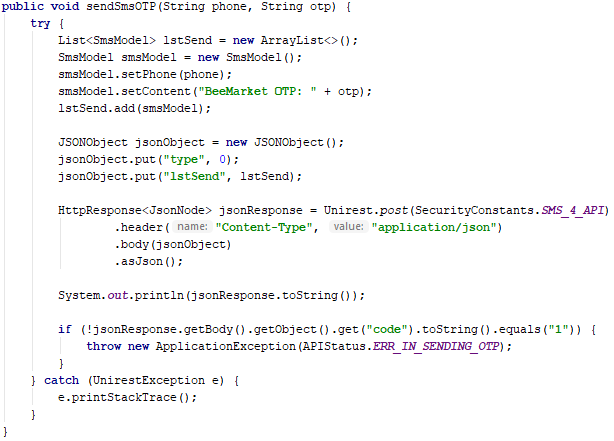 public void sendSmsOTP(String phone, String otp) {
    try {
        List<SmsModel> lstSend = new ArrayList<>();
        SmsModel smsModel = new SmsModel();
        smsModel.setPhone(phone);
        smsModel.setContent("BeeMarket OTP: " + otp);
        lstSend.add(smsModel);

        JSONObject jsonObject = new JSONObject();
        jsonObject.put("type", 0);
        jsonObject.put("lstSend", lstSend);

        HttpResponse<JsonNode> jsonResponse = Unirest.post(SecurityConstants.SMS_4_API)
                .header( name: "Content-Type", value: "application/json")
                .body(jsonObject)
                .asJson();

        System.out.println(jsonResponse.toString());

        if (!jsonResponse.getBody().getObject().get("code").toString().equals("1")) {
            throw new ApplicationException(APIStatus.ERR_IN_SENDING_OTP);
        }
    } catch (UnirestException e) {
        e.printStackTrace();
    }
}